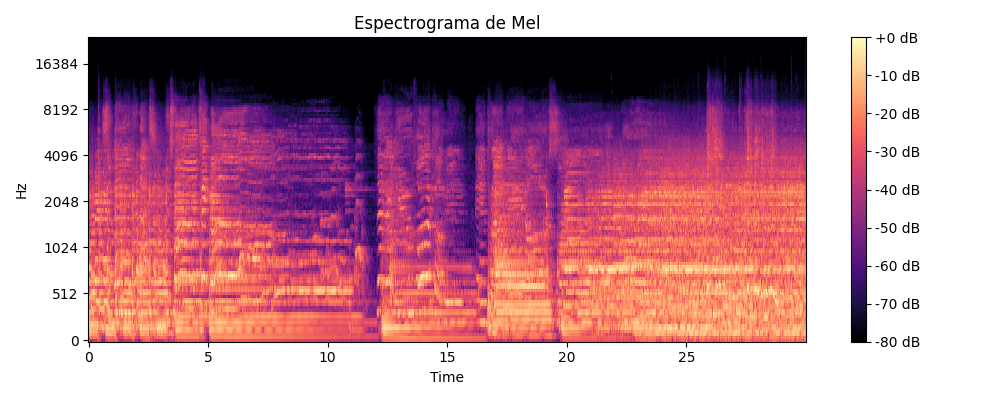 Espectrograma de Mel
Hz
16384
8192
4096
2048
1024
512
0
0 5 10 15 20 25
Time
+0 dB
-10 dB
-20 dB
-30 dB
-40 dB
-50 dB
-60 dB
-70 dB
-80 dB